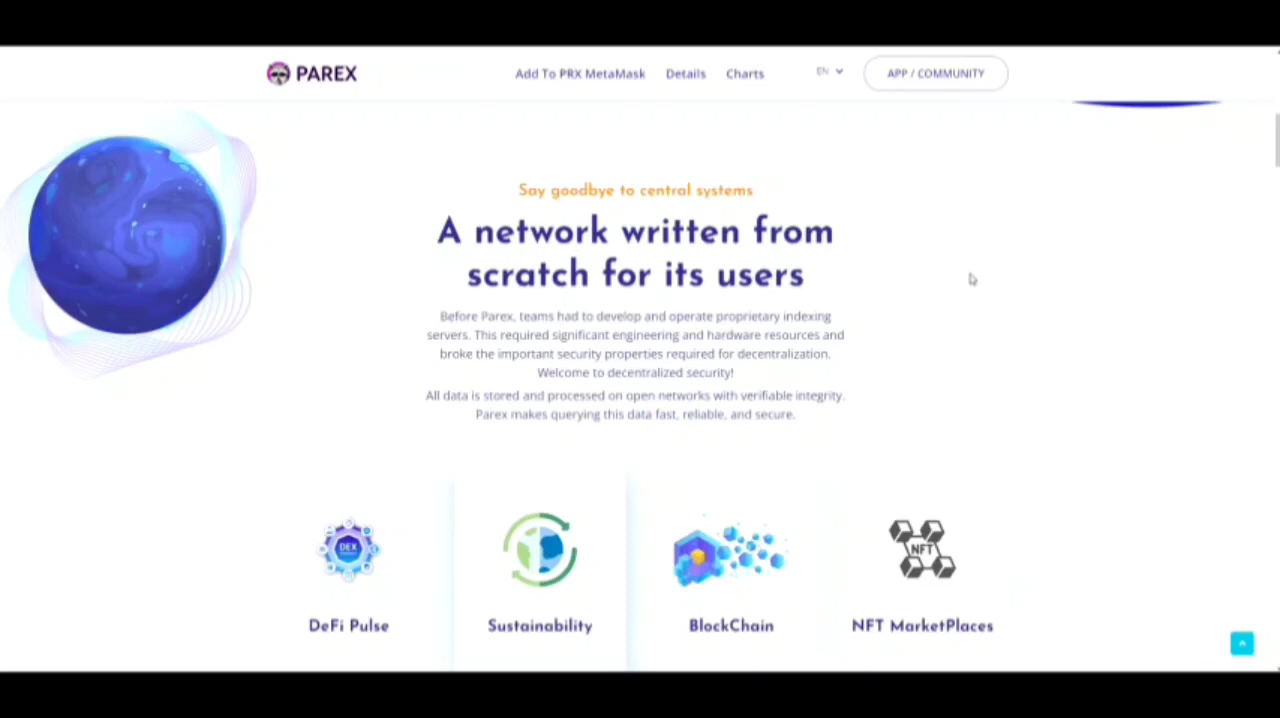 PAREX
Add To PRX MetaMask
Details
Charts
EN
APP / COMMUNITY
Say goodbye to central systems
A network written from
scratch for its users
Before Parex, teams had to develop and operate proprietary indexing
servers. This required significant engineering and hardware resources and
broke the important security properties required for decentralization.
Welcome to decentralized security!
All data is stored and processed on open networks with verifiable integrity.
Parex makes querying this data fast, reliable, and secure.
DEX
NFT
DeFi Pulse
Sustainability
BlockChain
NFT MarketPlaces